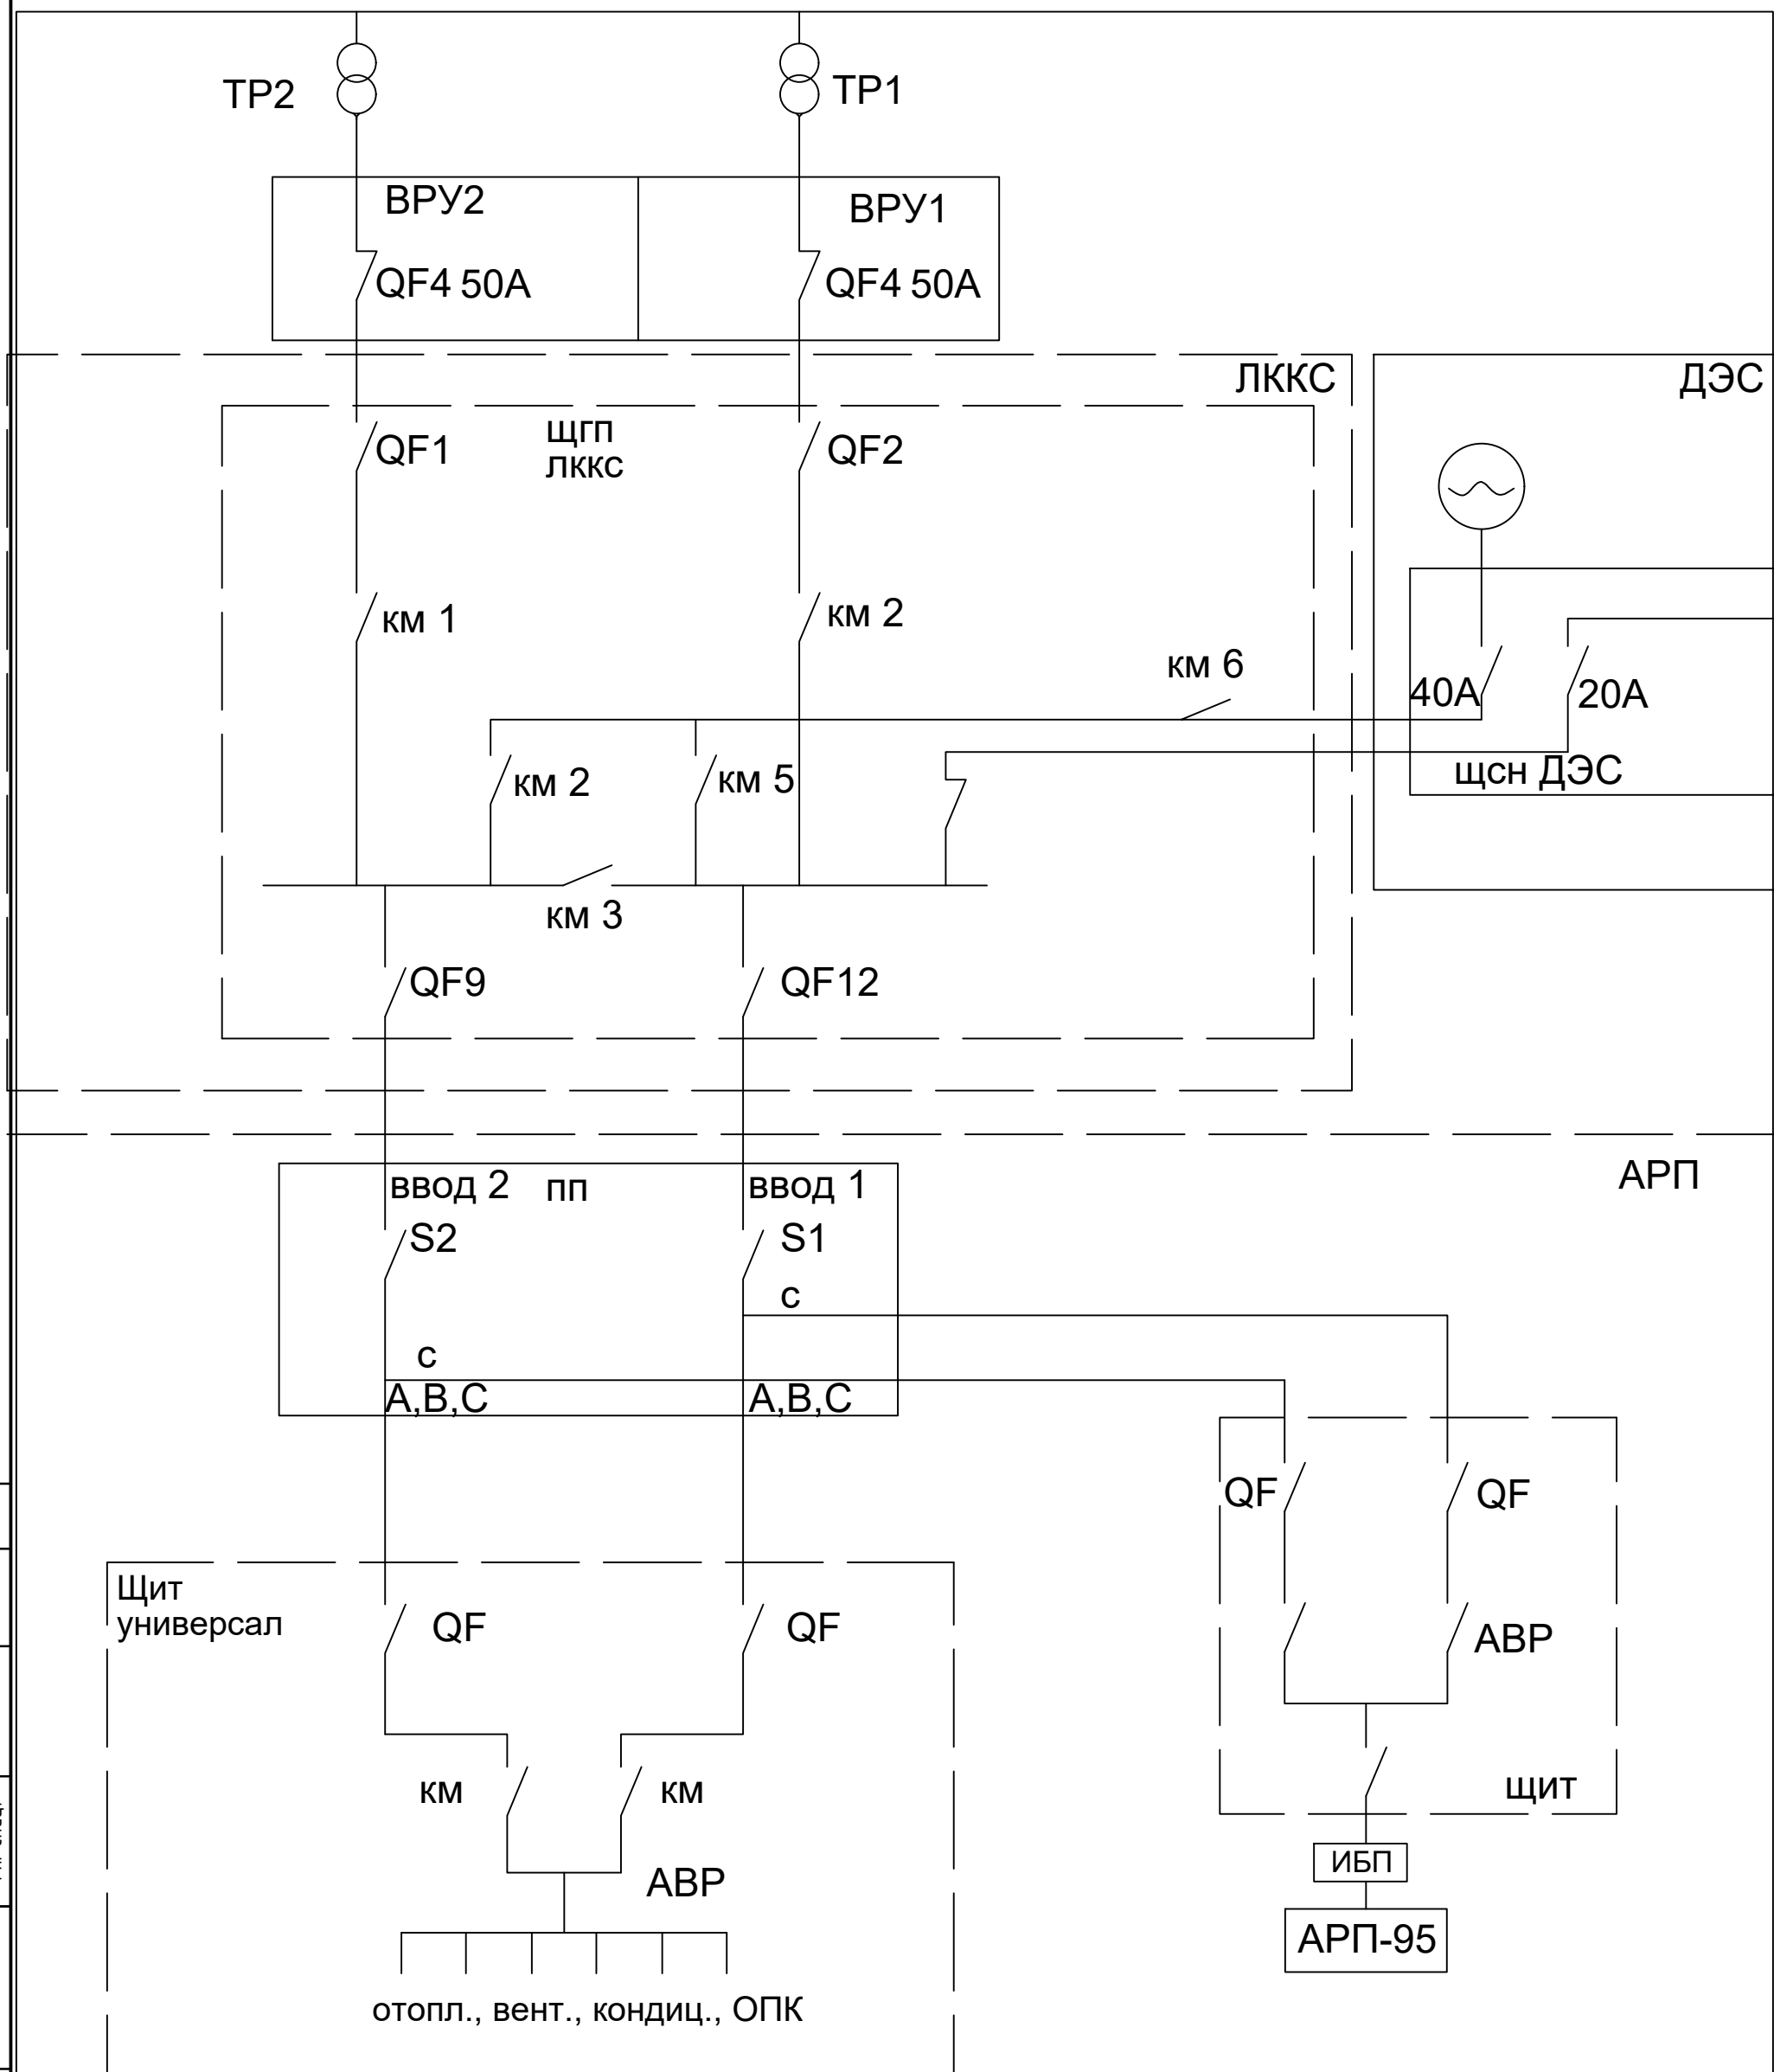 ТР2
ТР1
ВРУ2
ВРУ1
QF4 50А
QF4 50А
ЛККС
ДЭС
щгп
лккс
QF1
QF2
км 1
км 2
км 6
40А
20А
км 2
км 5
щсн ДЭС
км 3
QF9
QF12
АРП
ввод 2
пп
ввод 1
S2
S1
с
с
А,В,С
А,В,С
QF
QF
Щит
универсал
QF
QF
АВР
км
км
щит
АВР
ИБП
АРП-95
отопл., вент., кондиц., ОПК